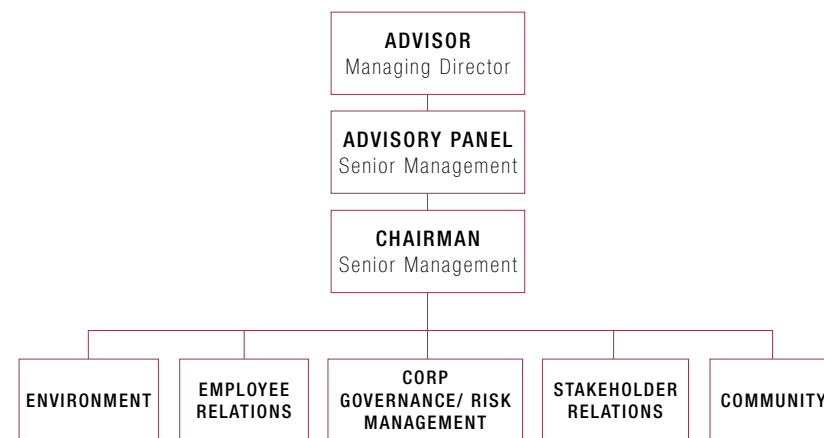 ADVISOR
Managing Director
ADVISORY PANEL
Senior Management
CHAIRMAN
Senior Management
ENVIRONMENT
EMPLOYEE
RELATIONS
CORP
GOVERNANCE/ RISK
MANAGEMENT
STAKEHOLDER
RELATIONS
COMMUNITY